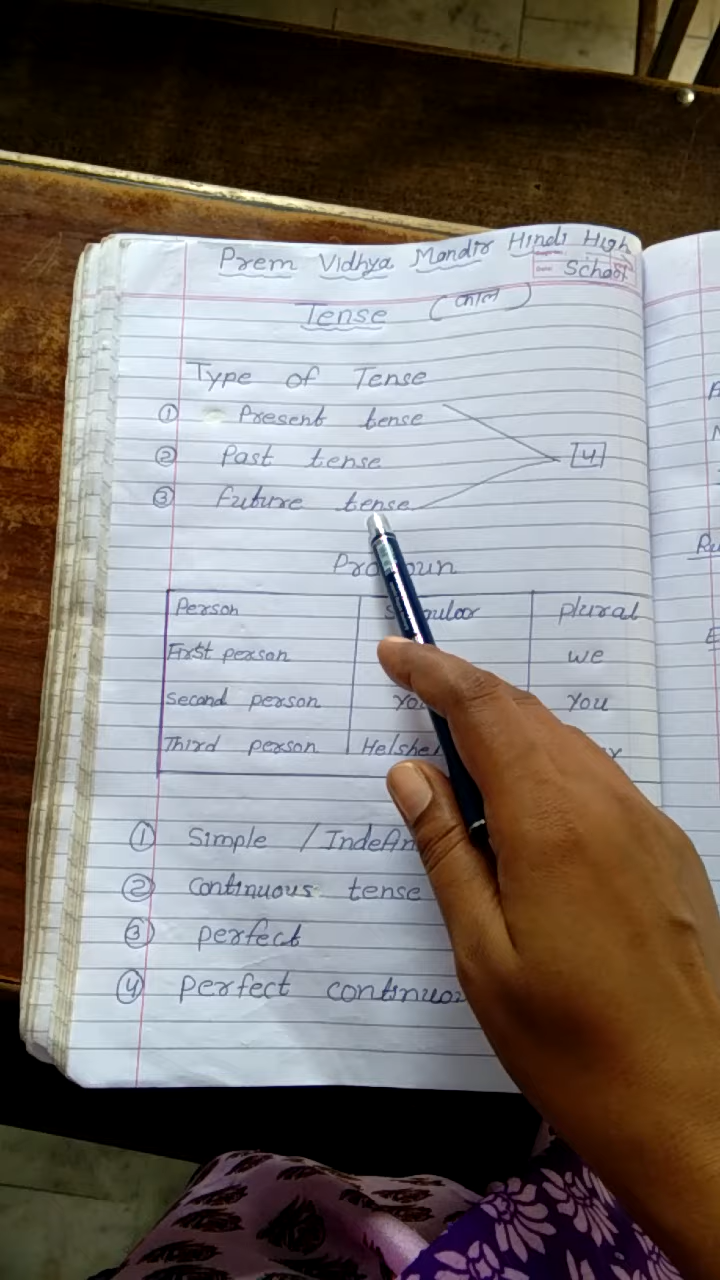 Prem Vidhya Mandir Hindi High
School
Tense (काल)
Type of Tense
① Present tense
② Past tense [4]
③ Future tense
Pronoun
Person plural
First person we
Second person You
Third person He/she
① Simple /
② continuous tense
③ perfect
④ perfect